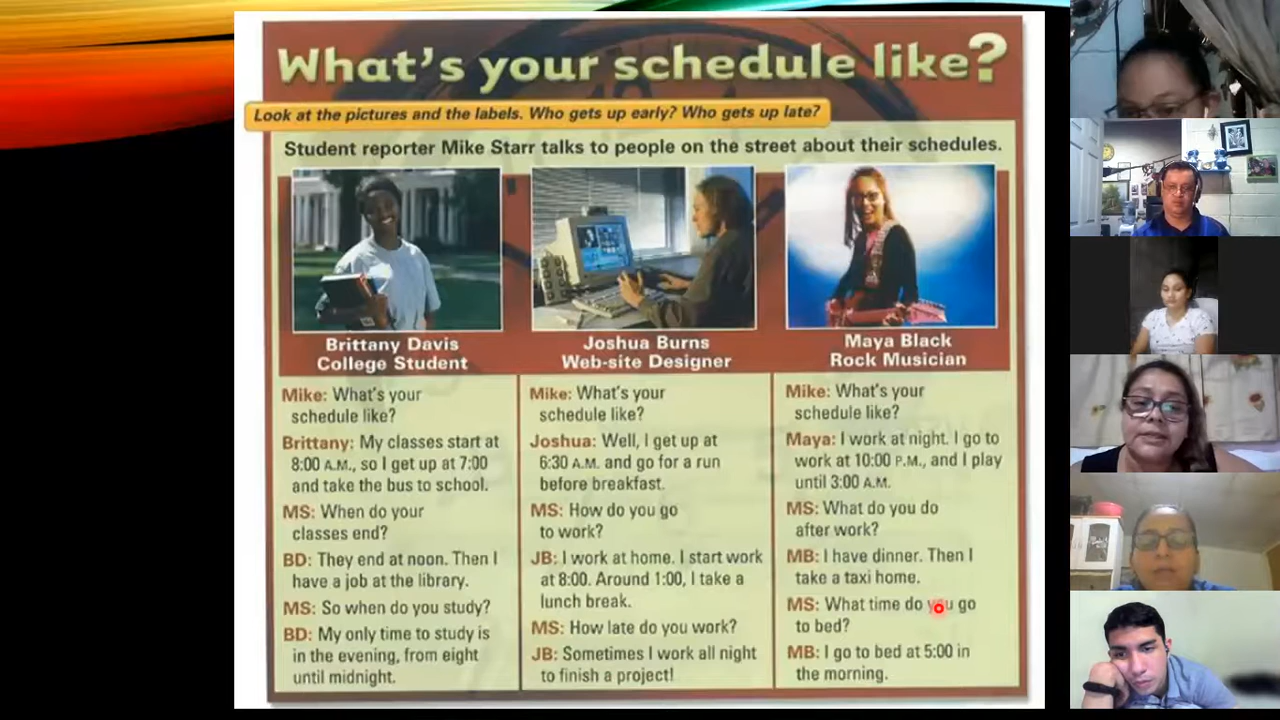 What's your schedule like?
Look at the pictures and the labels. Who gets up early? Who gets up late?
Student reporter Mike Starr talks to people on the street about their schedules.
Brittany Davis
College Student
Mike: What's your
schedule like?
Brittany: My classes start at
8:00 A.M., so I get up at 7:00
and take the bus to school.
MS: When do your
classes end?
BD: They end at noon. Then I
have a job at the library.
MS: So when do you study?
BD: My only time to study is
in the evening, from eight
until midnight.
Joshua Burns
Web-site Designer
Mike: What's your
schedule like?
Joshua: Well, I get up at
6:30 A.M. and go for a run
before breakfast.
MS: How do you go
to work?
JB: I work at home. I start work
at 8:00. Around 1:00, I take a
lunch break.
MS: How late do you work?
JB: Sometimes I work all night
to finish a project!
Maya Black
Rock Musician
Mike: What's your
schedule like?
Maya: I work at night. I go to
work at 10:00 P.M., and I play
until 3:00 A.M.
MS: What do you do
after work?
MB: I have dinner. Then I
take a taxi home.
MS: What time do you go
to bed?
MB: I go to bed at 5:00 in
the morning.